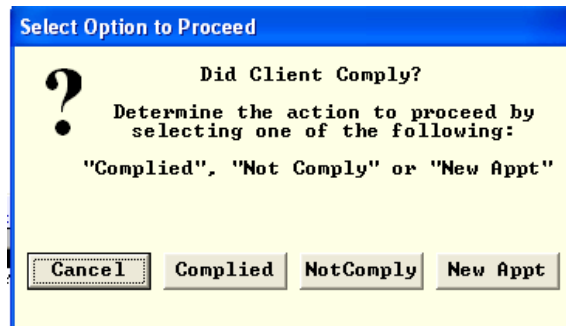 Select Option to Proceed
?
Did Client Comply?
Determine the action to proceed by
selecting one of the following:
"Complied", "Not Comply" or "New Appt"
Cancel Complied NotComply New Appt